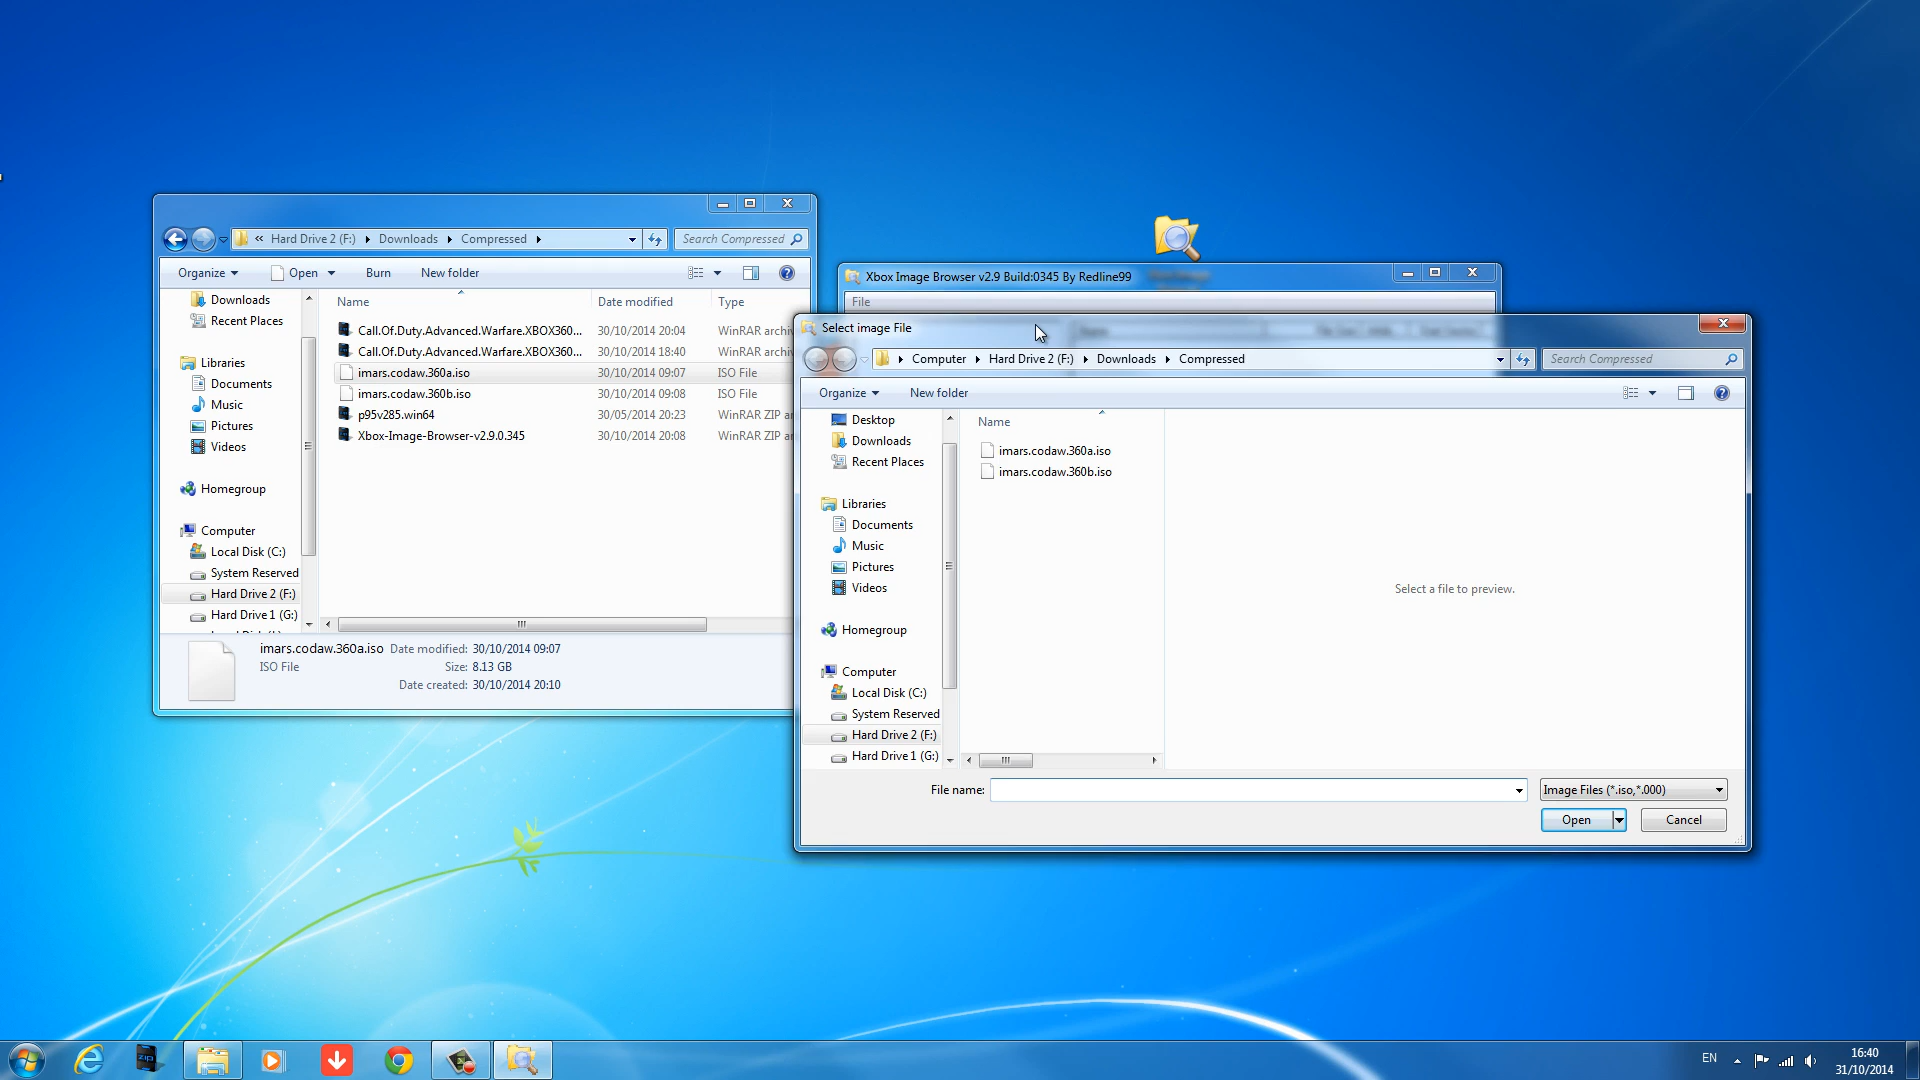 « Hard Drive 2 (F:) Downloads Compressed
Search Compressed
Organize Open Burn New folder
Downloads
Recent Places
Libraries
Documents
Music
Pictures
Videos
Homegroup
Computer
Local Disk (C:)
System Reserved
Hard Drive 2 (F:)
Hard Drive 1 (G:)
Name Date modified Type
Call.Of.Duty.Advanced.Warfare.XBOX360... 30/10/2014 20:04 WinRAR archiv
Call.Of.Duty.Advanced.Warfare.XBOX360... 30/10/2014 18:40 WinRAR archiv
imars.codaw.360a.iso 30/10/2014 09:07 ISO File
imars.codaw.360b.iso 30/10/2014 09:08 ISO File
p95v285.win64 30/05/2014 20:23 WinRAR ZIP ar
Xbox-Image-Browser-v2.9.0.345 30/10/2014 20:08 WinRAR ZIP ar
imars.codaw.360a.iso Date modified: 30/10/2014 09:07
ISO File Size: 8.13 GB
Date created: 30/10/2014 20:10
Xbox Image Browser v2.9 Build:0345 By Redline99
File
Select image File
Computer Hard Drive 2 (F:) Downloads Compressed
Search Compressed
Organize New folder
Desktop
Downloads
Recent Places
Libraries
Documents
Music
Pictures
Videos
Homegroup
Computer
Local Disk (C:)
System Reserved
Hard Drive 2 (F:)
Hard Drive 1 (G:)
Name
imars.codaw.360a.iso
imars.codaw.360b.iso
Select a file to preview.
File name:
Image Files (*.iso,*.000)
Open Cancel
ZIP
EN
16:40
31/10/2014